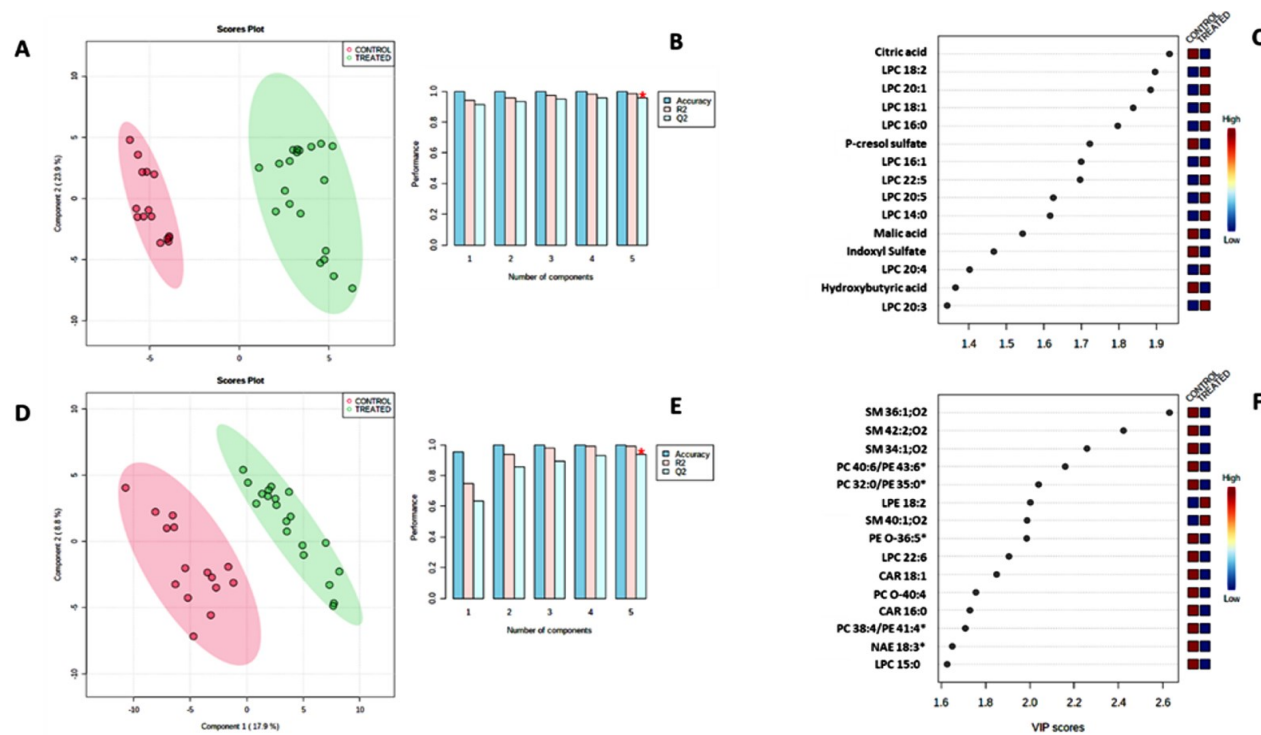 A
Scores Plot
CONTROL
TREATED
Component 2 ( 23.9 %)
10
5
0
-5
-10
-5
0
5
B
Performance
1.0
0.8
0.6
0.4
0.2
0.0
Accuracy
R2
Q2
*
1
2
3
4
5
Number of components
C
CONTROL
TREATED
Citric acid
LPC 18:2
LPC 20:1
LPC 18:1
LPC 16:0
P-cresol sulfate
LPC 16:1
LPC 22:5
LPC 20:5
LPC 14:0
Malic acid
Indoxyl Sulfate
LPC 20:4
Hydroxybutyric acid
LPC 20:3
1.4
1.5
1.6
1.7
1.8
1.9
High
Low
D
Scores Plot
CONTROL
TREATED
Component 2 ( 8.8 %)
10
5
0
-5
-10
-10
-5
0
5
10
Component 1 ( 17.9 %)
E
Performance
1.0
0.8
0.6
0.4
0.2
0.0
Accuracy
R2
Q2
*
1
2
3
4
5
Number of components
F
CONTROL
TREATED
SM 36:1;O2
SM 42:2;O2
SM 34:1;O2
PC 40:6/PE 43:6*
PC 32:0/PE 35:0*
LPE 18:2
SM 40:1;O2
PE O-36:5*
LPC 22:6
CAR 18:1
PC O-40:4
CAR 16:0
PC 38:4/PE 41:4*
NAE 18:3*
LPC 15:0
1.6
1.8
2.0
2.2
2.4
2.6
VIP scores
High
Low